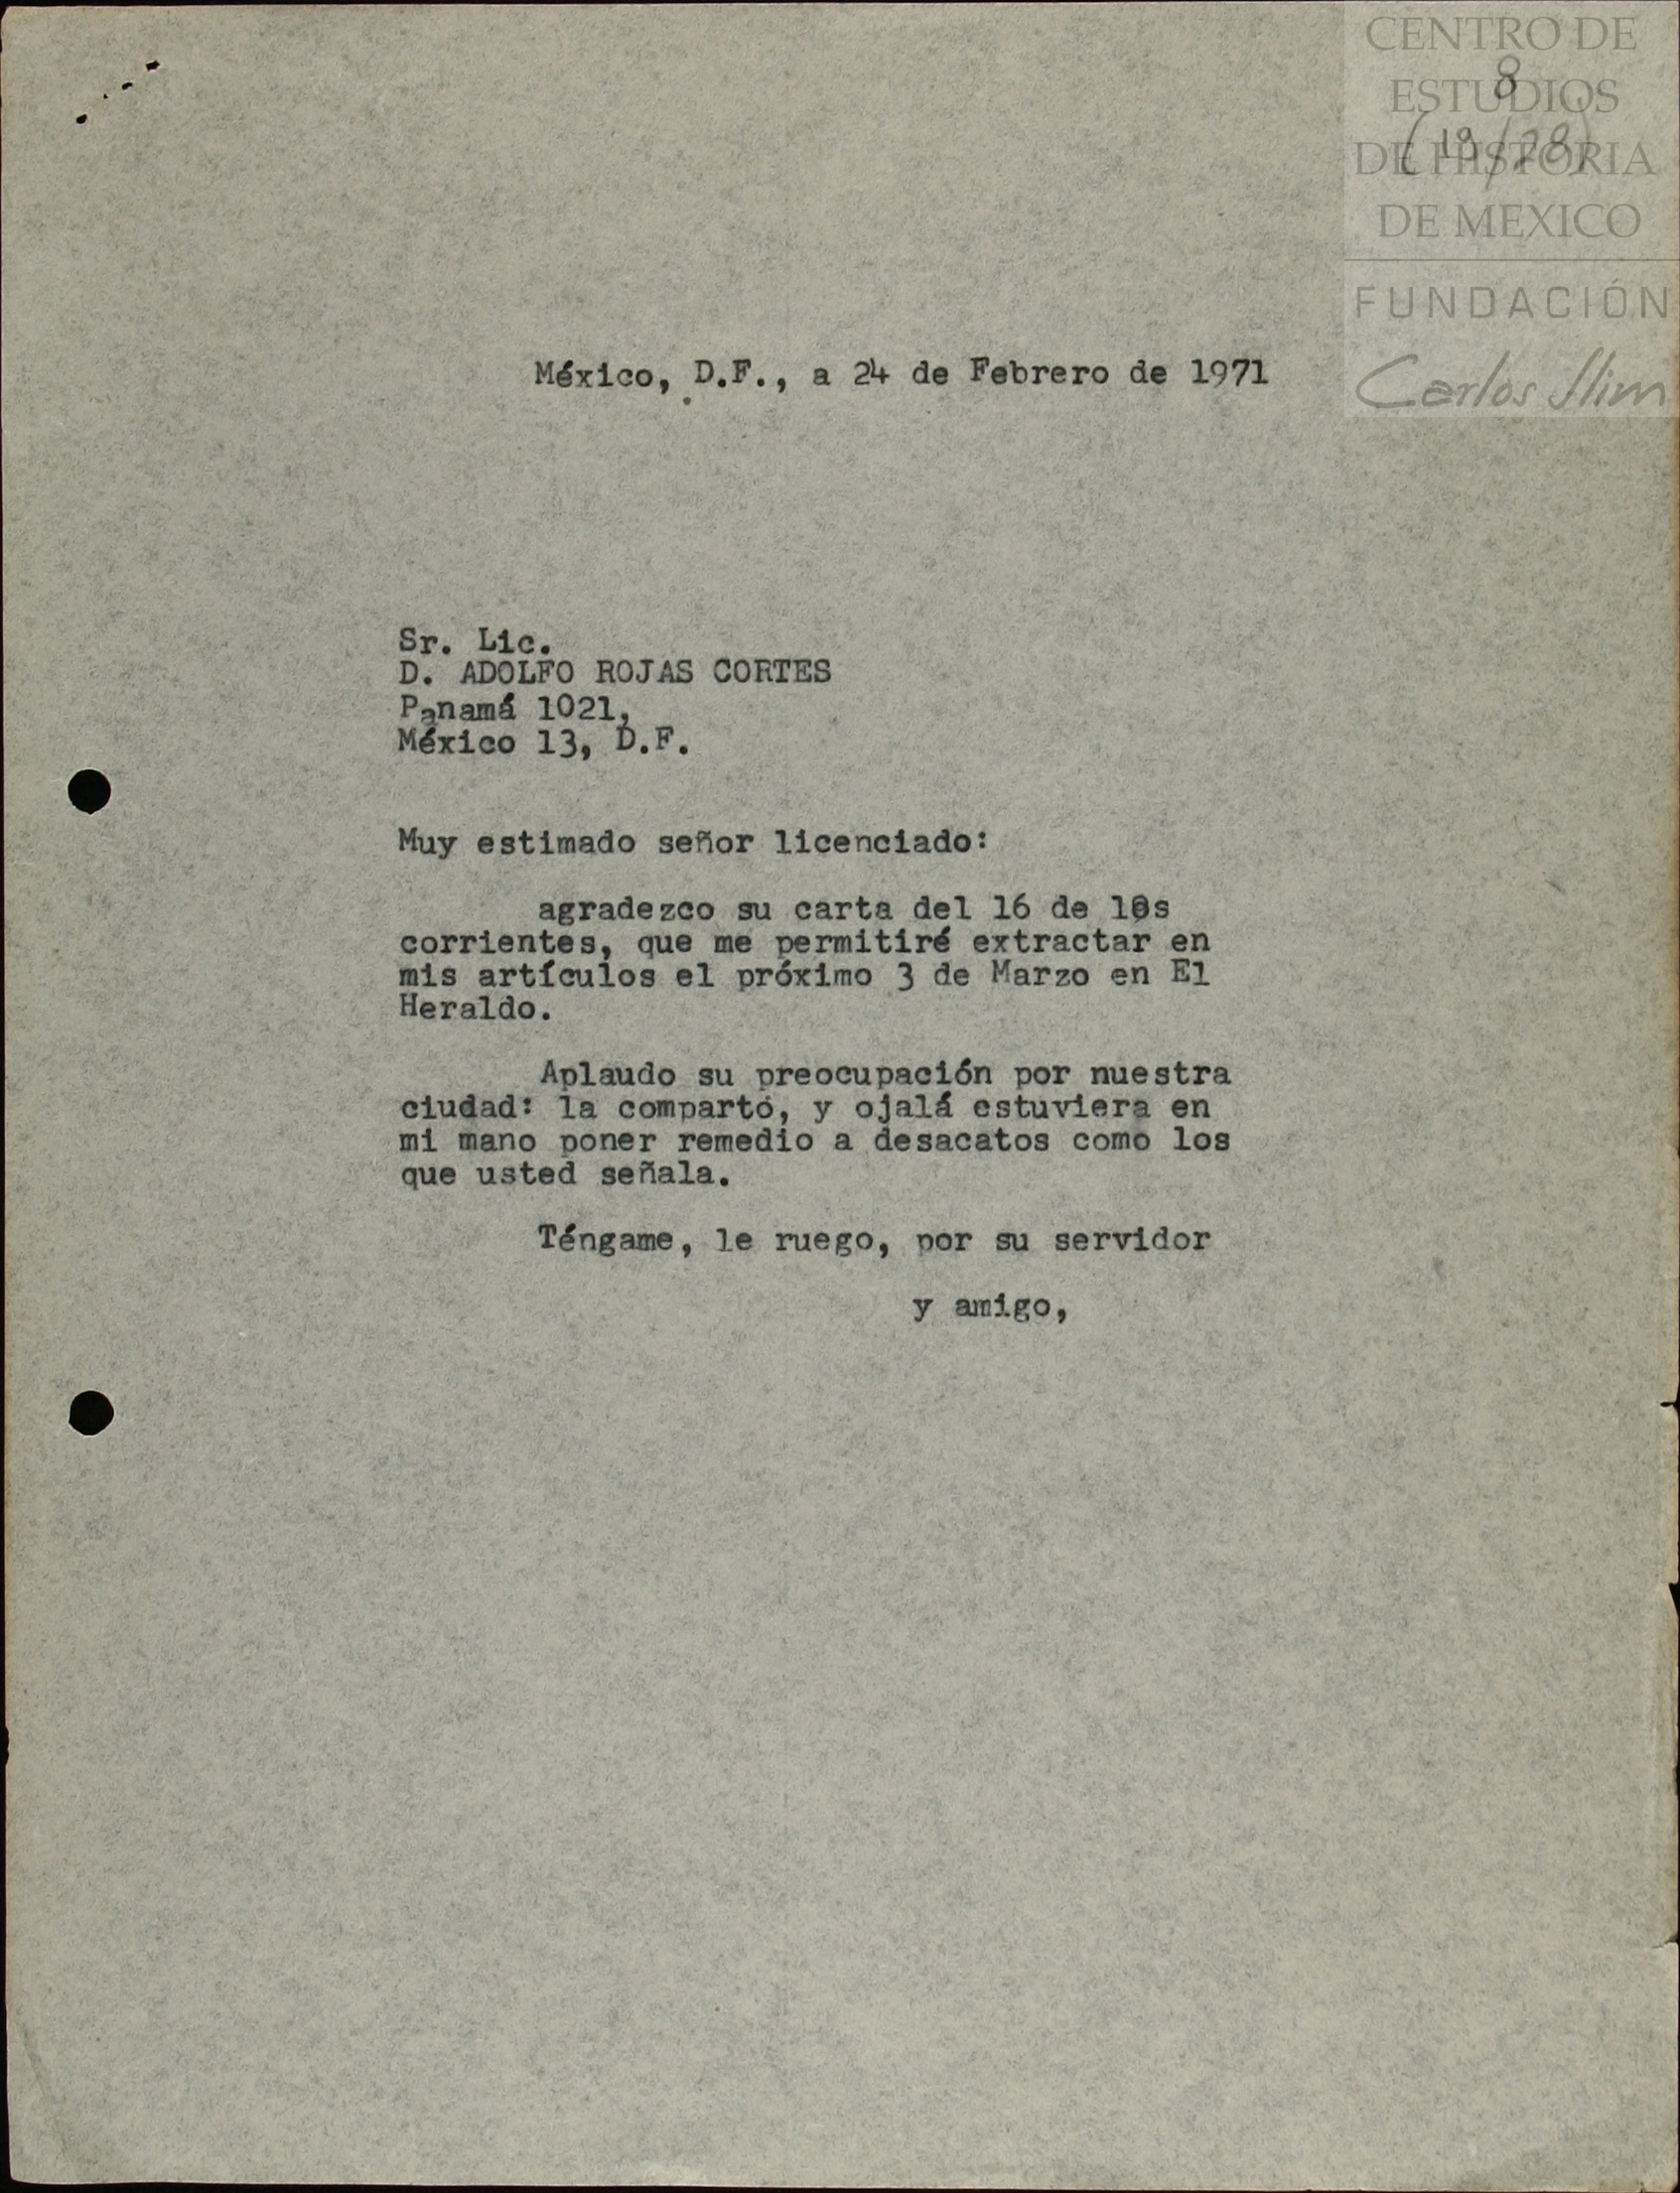 CENTRO DE
ESTUDIOS
DE HISTORIA
DE MEXICO
FUNDACIÓN
Carlos Slim
8
(19/28)
México, D.F., a 24 de Febrero de 1971
Sr. Lic.
D. ADOLFO ROJAS CORTES
Panamá 1021,
México 13, D.F.
Muy estimado señor licenciado:
agradezco su carta del 16 de los
corrientes, que me permitiré extractar en
mis artículos el próximo 3 de Marzo en El
Heraldo.
Aplaudo su preocupación por nuestra
ciudad: la comparto, y ojalá estuviera en
mi mano poner remedio a desacatos como los
que usted señala.
Téngame, le ruego, por su servidor
y amigo,